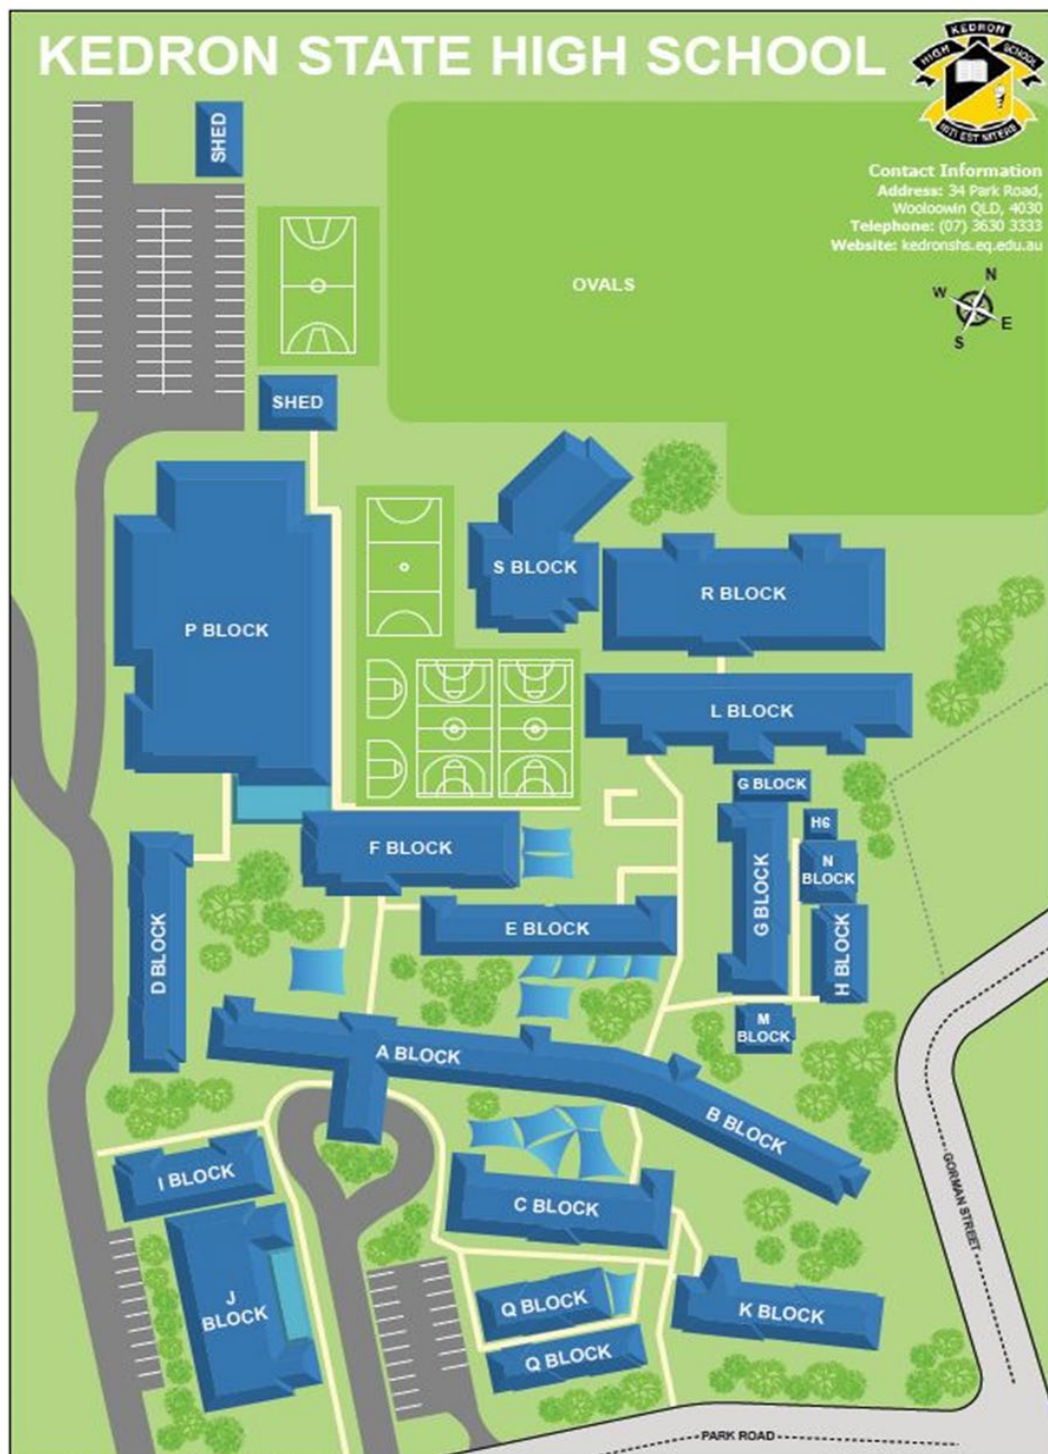 KEDRON STATE HIGH SCHOOL
KEDRON
HIGH
SCHOOL
Contact Information
Address: 34 Park Road,
Wooloowin QLD, 4030
Telephone: (07) 3630 3333
Website: kedronshs.eq.edu.au
SHED
OVALS
N
W
E
S
SHED
S BLOCK
R BLOCK
P BLOCK
L BLOCK
G BLOCK
H6
F BLOCK
N
BLOCK
G BLOCK
E BLOCK
D BLOCK
H BLOCK
M
BLOCK
A BLOCK
B BLOCK
I BLOCK
C BLOCK
GORMAN STREET
J
BLOCK
Q BLOCK
K BLOCK
Q BLOCK
PARK ROAD